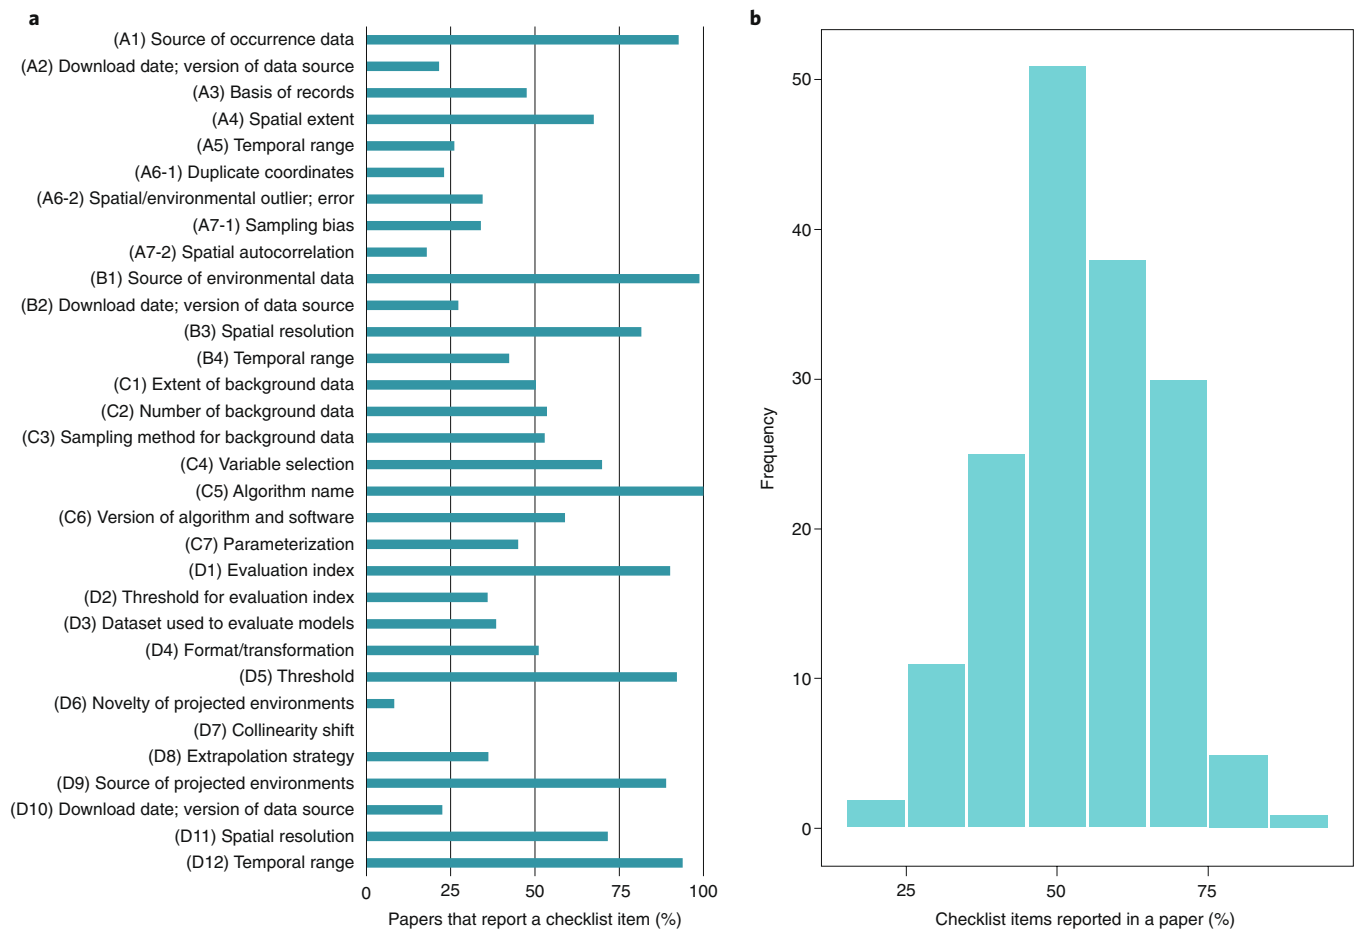 a
(A1) Source of occurrence data
(A2) Download date; version of data source
(A3) Basis of records
(A4) Spatial extent
(A5) Temporal range
(A6-1) Duplicate coordinates
(A6-2) Spatial/environmental outlier; error
(A7-1) Sampling bias
(A7-2) Spatial autocorrelation
(B1) Source of environmental data
(B2) Download date; version of data source
(B3) Spatial resolution
(B4) Temporal range
(C1) Extent of background data
(C2) Number of background data
(C3) Sampling method for background data
(C4) Variable selection
(C5) Algorithm name
(C6) Version of algorithm and software
(C7) Parameterization
(D1) Evaluation index
(D2) Threshold for evaluation index
(D3) Dataset used to evaluate models
(D4) Format/transformation
(D5) Threshold
(D6) Novelty of projected environments
(D7) Collinearity shift
(D8) Extrapolation strategy
(D9) Source of projected environments
(D10) Download date; version of data source
(D11) Spatial resolution
(D12) Temporal range
0 25 50 75 100
Papers that report a checklist item (%)
b
50
40
30
20
10
0
Frequency
25 50 75
Checklist items reported in a paper (%)